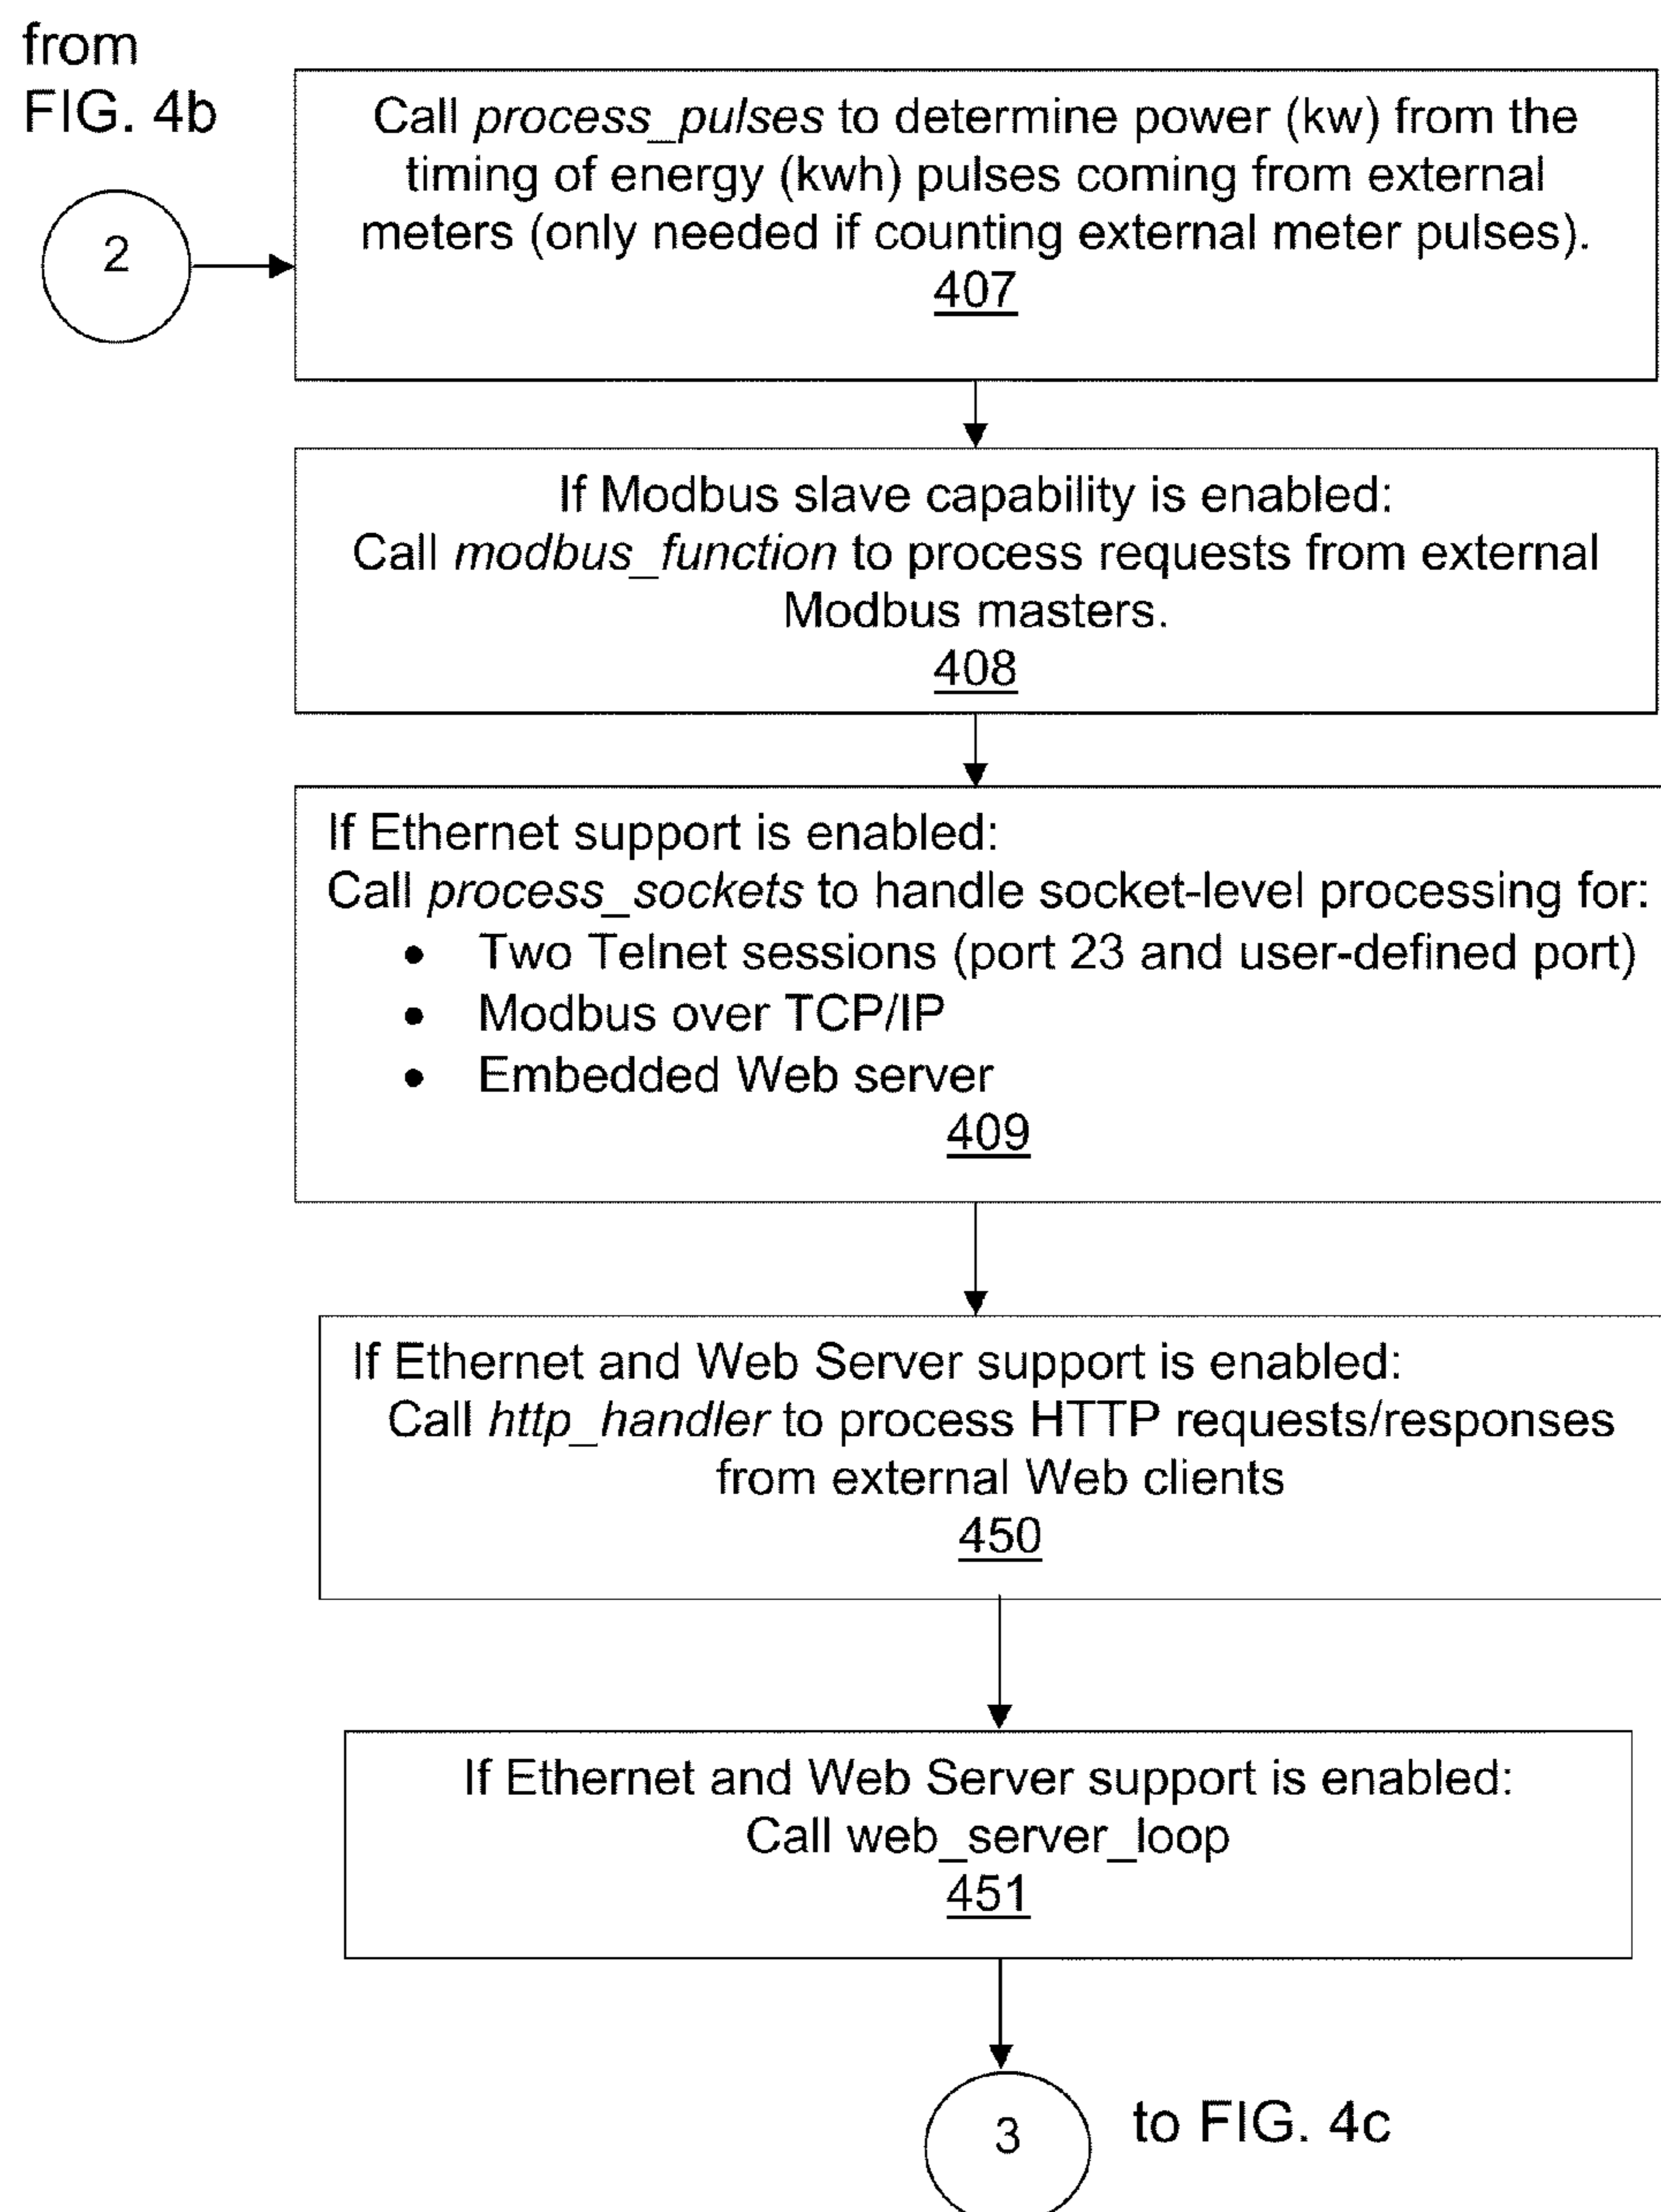 from
FIG. 4b
2
Call process_pulses to determine power (kw) from the
timing of energy (kwh) pulses coming from external
meters (only needed if counting external meter pulses).
407
If Modbus slave capability is enabled:
Call modbus_function to process requests from external
Modbus masters.
408
If Ethernet support is enabled:
Call process_sockets to handle socket-level processing for:
• Two Telnet sessions (port 23 and user-defined port)
• Modbus over TCP/IP
• Embedded Web server
409
If Ethernet and Web Server support is enabled:
Call http_handler to process HTTP requests/responses
from external Web clients
450
If Ethernet and Web Server support is enabled:
Call web_server_loop
451
3
to FIG. 4c